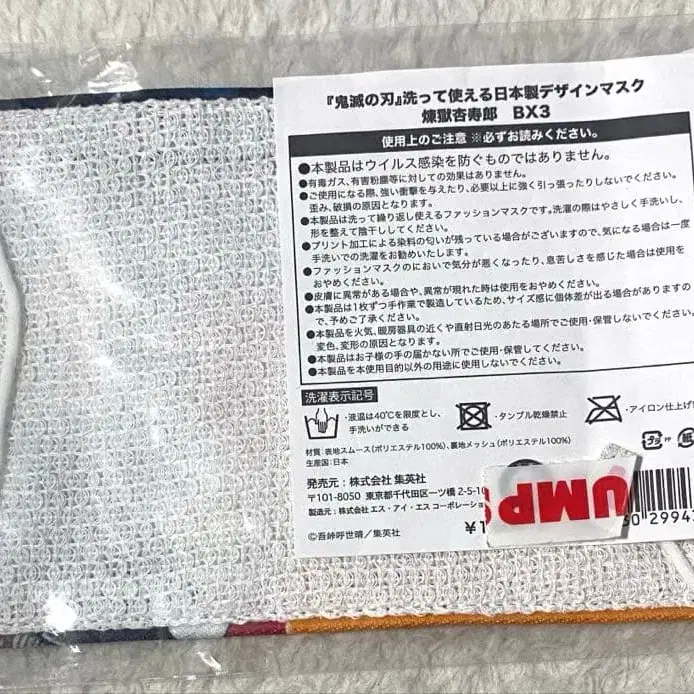 『鬼滅の刃』洗って使える日本製デザインマスク
煉獄杏寿郎 BX3
使用上のご注意 ※必ずお読みください。
●本製品はウイルス感染を防ぐものではありません。
●有毒ガス、有害粉塵等に対しての効果はありません。
●ご使用になる際、強い衝撃を与えたり、必要以上に強く引っ張ったりしないでください。
歪み、破損の原因となります。
●本製品は洗って繰り返し使えるファッションマスクです。洗濯の際はやさしく手洗いし、
形を整えて陰干ししてください。
●プリント加工による染料の匂いが残っている場合がございますので、気になる場合は一度
手洗いでの洗濯をお勧めいたします。
●ファッションマスクのにおいで気分が悪くなったり、息苦しさを感じた場合は使用を
おやめください。
●皮膚に異常がある場合や、異常が現れた時は使用をおやめください。
●本製品は1枚ずつ手作業で製造しているため、サイズ感に個体差が出る場合がありますの
で、予めご了承ください。
●本製品を火気、暖房器具の近くや直射日光のあたる場所でご使用・保管しないでください。
変色、変形の原因となります。
●本製品はお子様の手の届かない所でご使用・保管してください。
●本製品を本使用目的以外の用途に使用しないでください。
洗濯表示記号
・液温は40℃を限度とし、
手洗いができる
・タンブル乾燥禁止
・アイロン仕上げ
材質:表地スムース(ポリエステル100%)、裏地メッシュ(ポリエステル100%)
生産国:日本
PP
紙
発売元:株式会社 集英社
〒101-8050 東京都千代田区一ツ橋 2-5-10
製造元:株式会社 エス・アイ・エス コーポレーショ
¥1
UMP
©吾峠呼世晴/集英社
0 29947